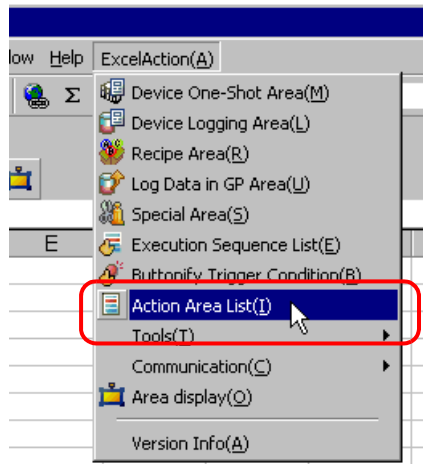 low Help ExcelAction(A)
Σ
Device One-Shot Area(M)
Device Logging Area(L)
Recipe Area(R)
Log Data in GP Area(U)
Special Area(S)
E
Execution Sequence List(E)
Buttonify Trigger Condition(B)
Action Area List(I)
Tools(T)
Communication(C)
Area display(O)
Version Info(A)